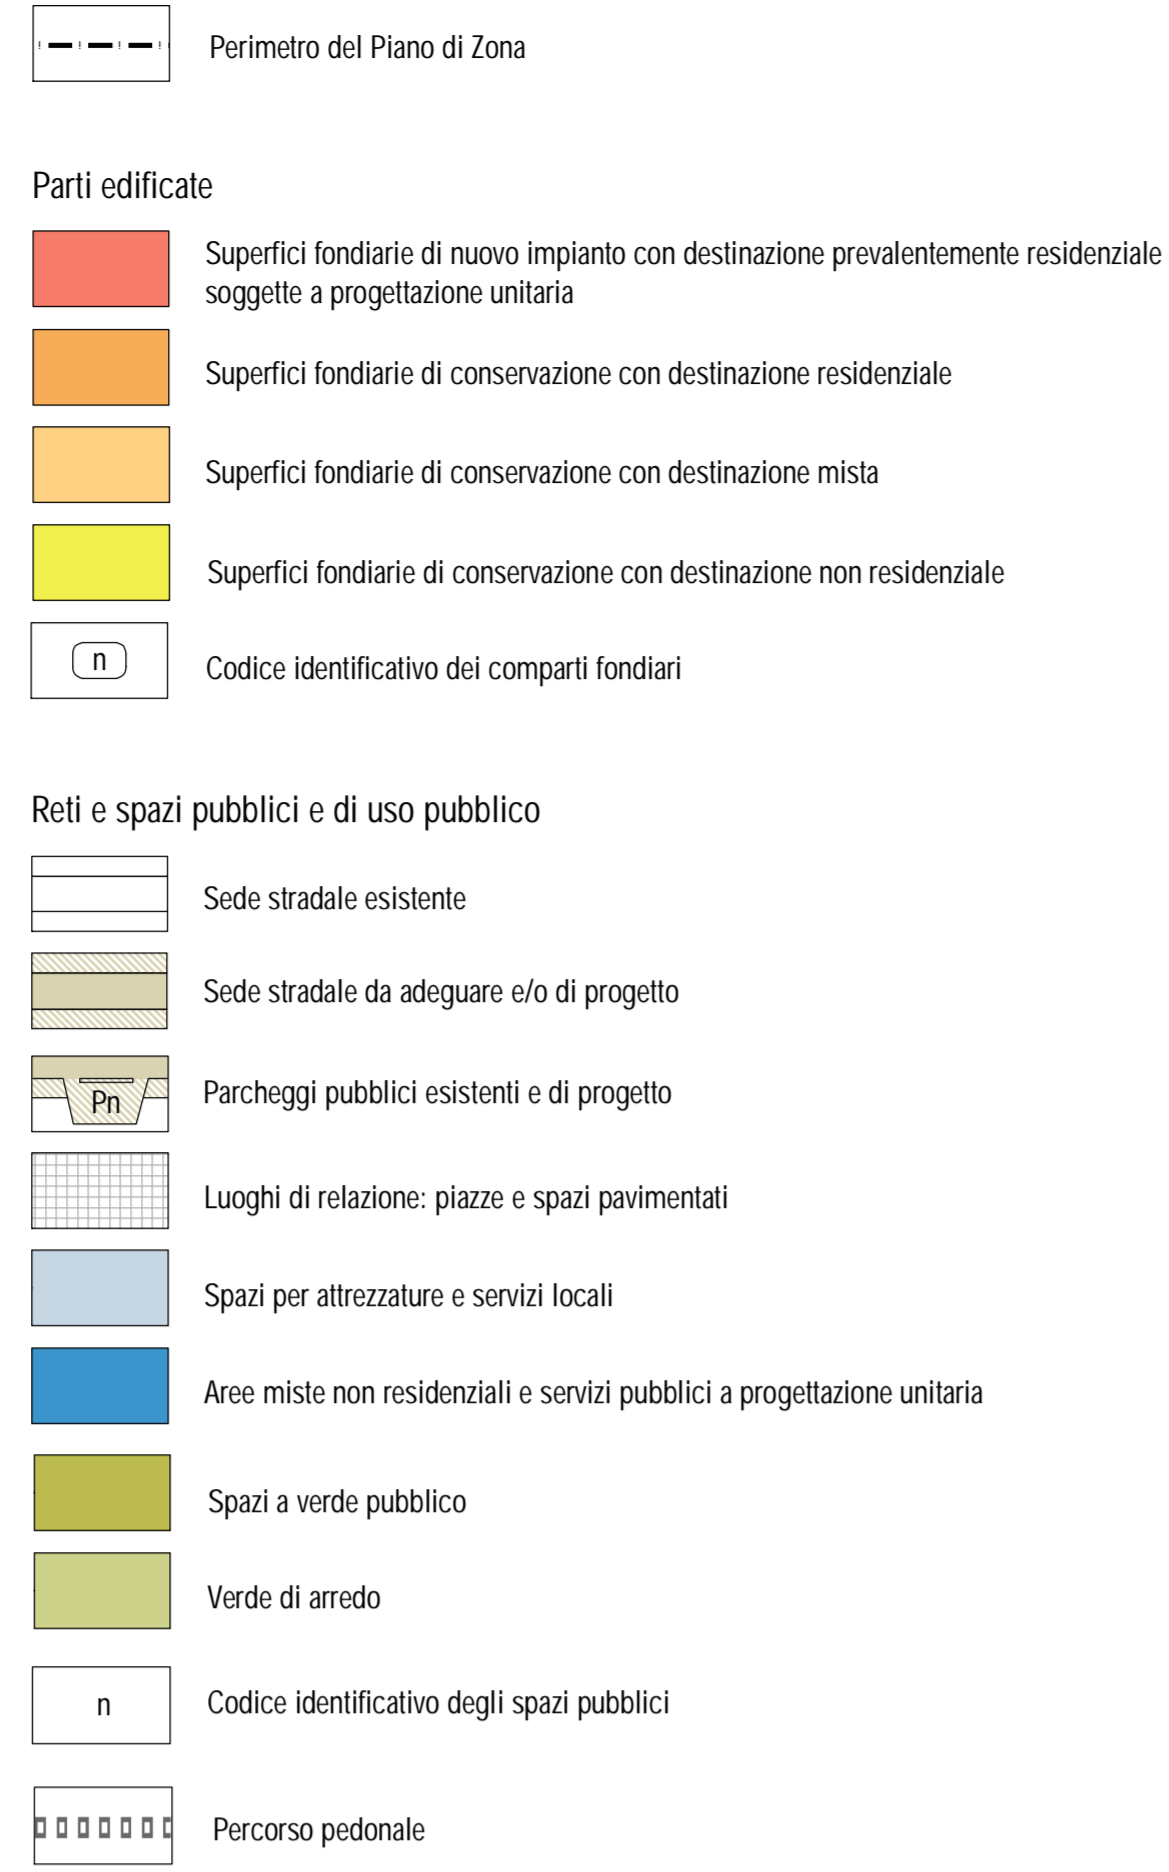 Perimetro del Piano di Zona
Parti edificate
Superfici fondiarie di nuovo impianto con destinazione prevalentemente residenziale
soggette a progettazione unitaria
Superfici fondiarie di conservazione con destinazione residenziale
Superfici fondiarie di conservazione con destinazione mista
Superfici fondiarie di conservazione con destinazione non residenziale
n
Codice identificativo dei comparti fondiari
Reti e spazi pubblici e di uso pubblico
Sede stradale esistente
Sede stradale da adeguare e/o di progetto
Pn
Parcheggi pubblici esistenti e di progetto
Luoghi di relazione: piazze e spazi pavimentati
Spazi per attrezzature e servizi locali
Aree miste non residenziali e servizi pubblici a progettazione unitaria
Spazi a verde pubblico
Verde di arredo
n
Codice identificativo degli spazi pubblici
Percorso pedonale